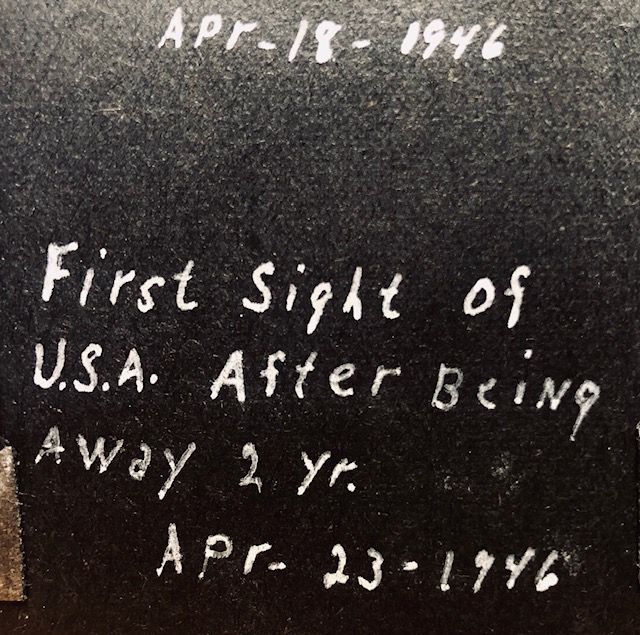 Apr-18-1946
First Sight of
U.S.A. After Being
Away 2 yr.
Apr-23-1946